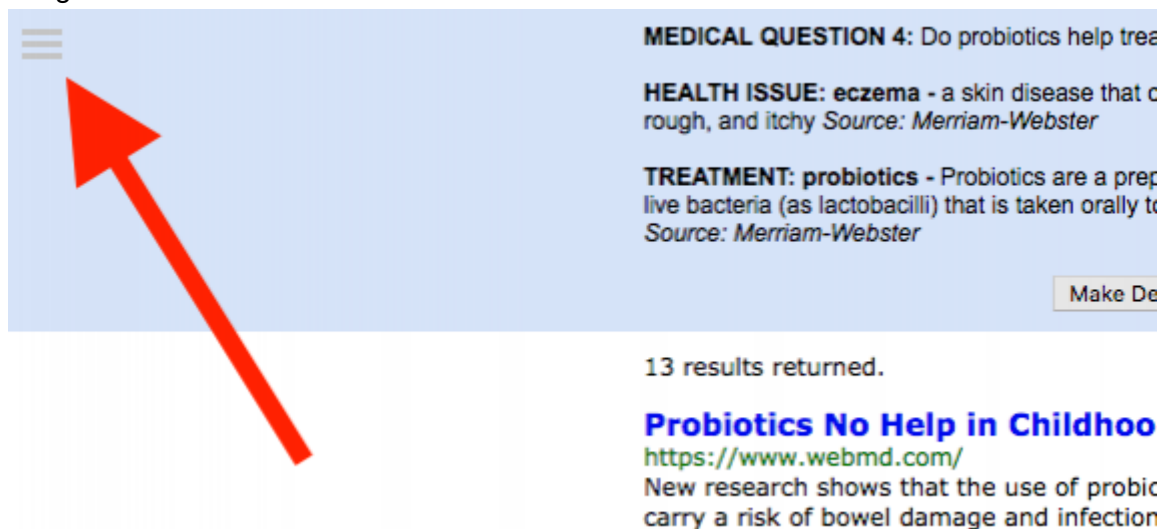 MEDICAL QUESTION 4: Do probiotics help trea
HEALTH ISSUE: eczema - a skin disease that c
rough, and itchy Source: Merriam-Webster
TREATMENT: probiotics - Probiotics are a prep
live bacteria (as lactobacilli) that is taken orally to
Source: Merriam-Webster
Make De
13 results returned.
Probiotics No Help in Childhoo
https://www.webmd.com/
New research shows that the use of probio
carry a risk of bowel damage and infection